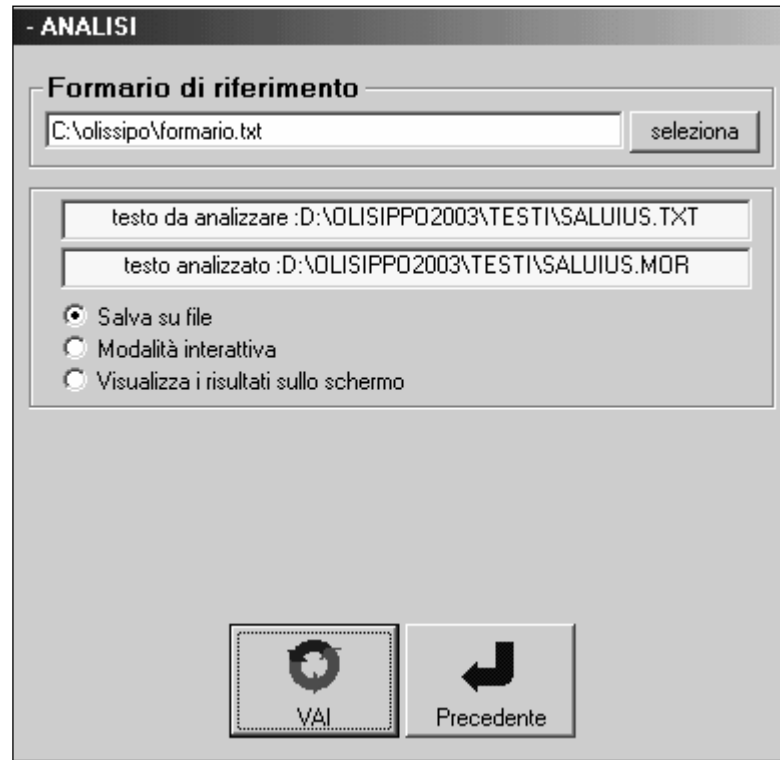 - ANALISI
Formario di riferimento
C:\olissipo\formario.txt
seleziona
testo da analizzare :D:\OLISIPPO2003\TESTI\SALUIUS.TXT
testo analizzato :D:\OLISIPPO2003\TESTI\SALUIUS.MOR
Salva su file
Modalità interattiva
Visualizza i risultati sullo schermo
VAI
Precedente